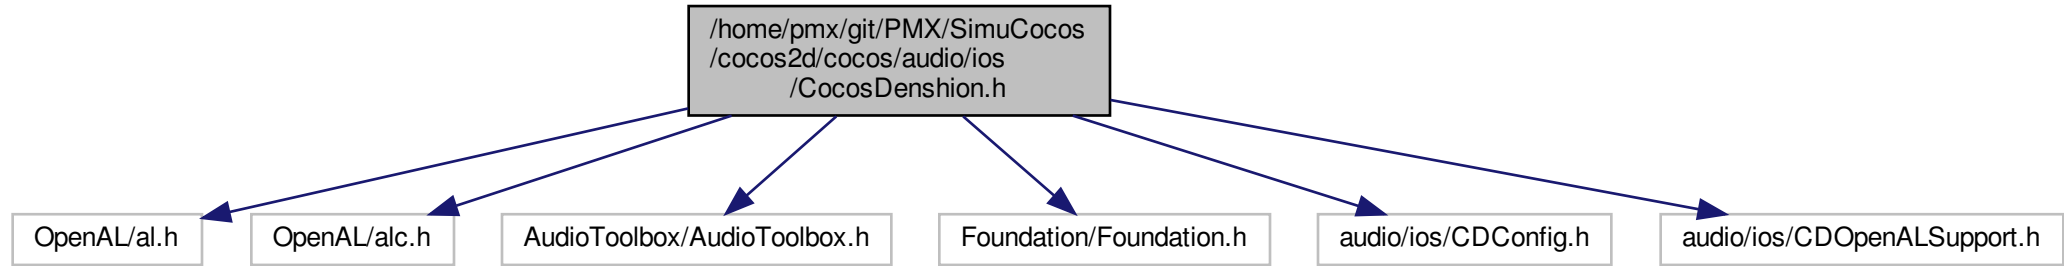 /home/pmx/git/PMX/SimuCocos
/cocos2d/cocos/audio/ios
/CocosDenshion.h
OpenAL/al.h
OpenAL/alc.h
AudioToolbox/AudioToolbox.h
Foundation/Foundation.h
audio/ios/CDConfig.h
audio/ios/CDOpenALSupport.h